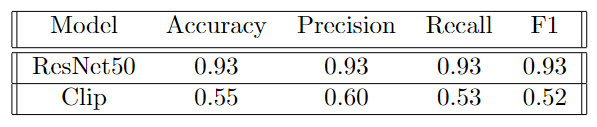 Model Accuracy Precision Recall F1
ResNet50 0.93 0.93 0.93 0.93
Clip 0.55 0.60 0.53 0.52